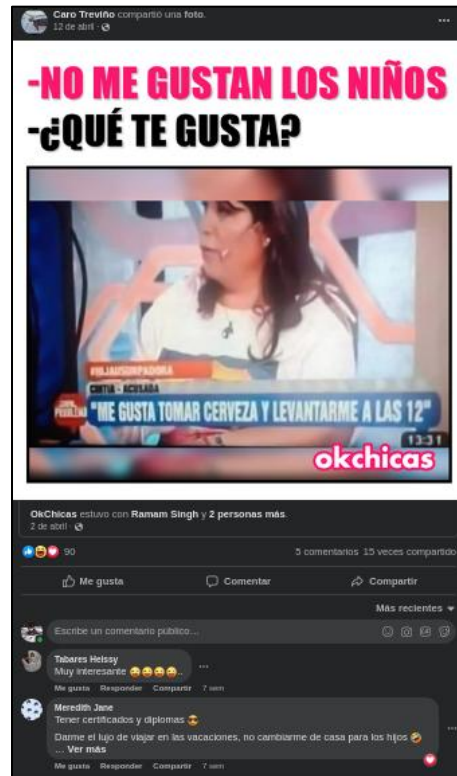 Caro Treviño compartió una foto.
12 de abril
-NO ME GUSTAN LOS NIÑOS
-¿QUÉ TE GUSTA?
#HIJAUSURPADORA
CINTIA - ACUSADA
"ME GUSTA TOMAR CERVEZA Y LEVANTARME A LAS 12"
13:31
okchicas
OkChicas estuvo con Ramam Singh y 2 personas más.
2 de abril
90
5 comentarios 15 veces compartido
Me gusta Comentar Compartir
Más recientes
Escribe un comentario público...
Tabares Heissy
Muy interesante
Me gusta Responder Compartir 7 sem
Meredith Jane
Tener certificados y diplomas
Darme el lujo de viajar en las vacaciones, no cambiarme de casa para los hijos
... Ver más
Me gusta Responder Compartir 7 sem